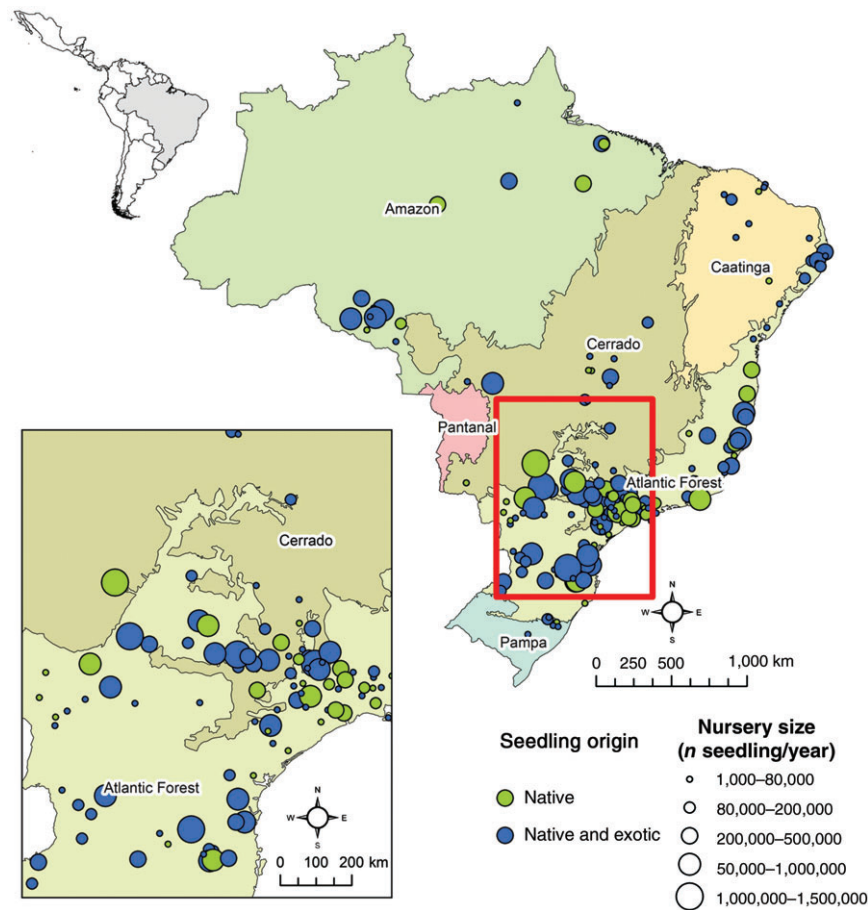 Amazon
Caatinga
Cerrado
Pantanal
Atlantic Forest
Cerrado
N
W E
S
Pampa
0 250 500 1,000 km
Atlantic Forest
N
W E
S
0 100 200 km
Seedling origin
Native
Native and exotic
Nursery size
(n seedling/year)
1,000–80,000
80,000–200,000
200,000–500,000
50,000–1,000,000
1,000,000–1,500,000